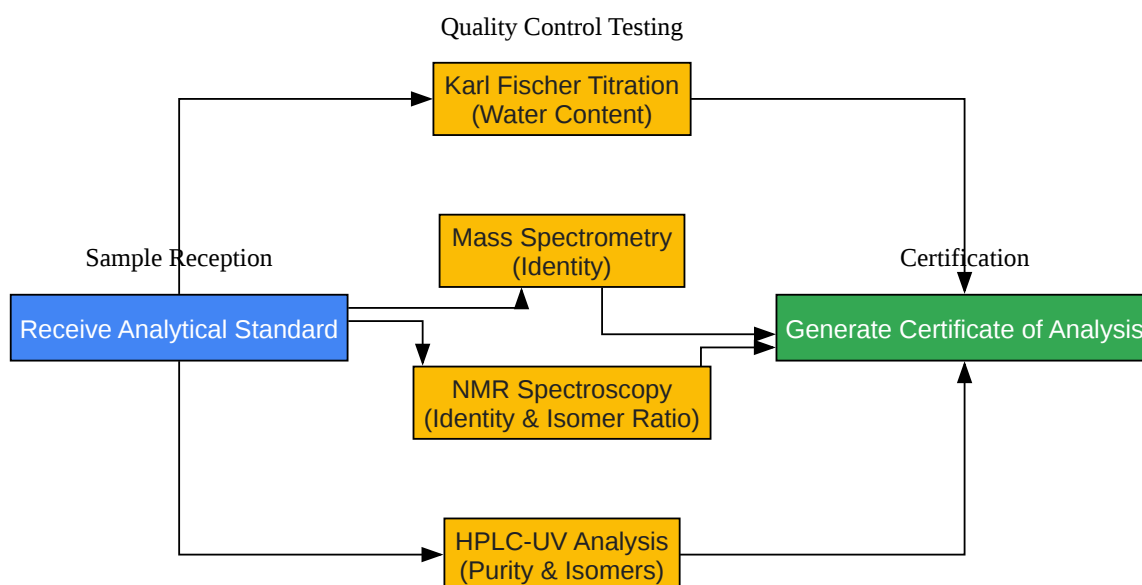 Quality Control Testing
Karl Fischer Titration
(Water Content)
Sample Reception
Mass Spectrometry
(Identity)
Certification
Receive Analytical Standard
Generate Certificate of Analysis
NMR Spectroscopy
(Identity & Isomer Ratio)
HPLC-UV Analysis
(Purity & Isomers)